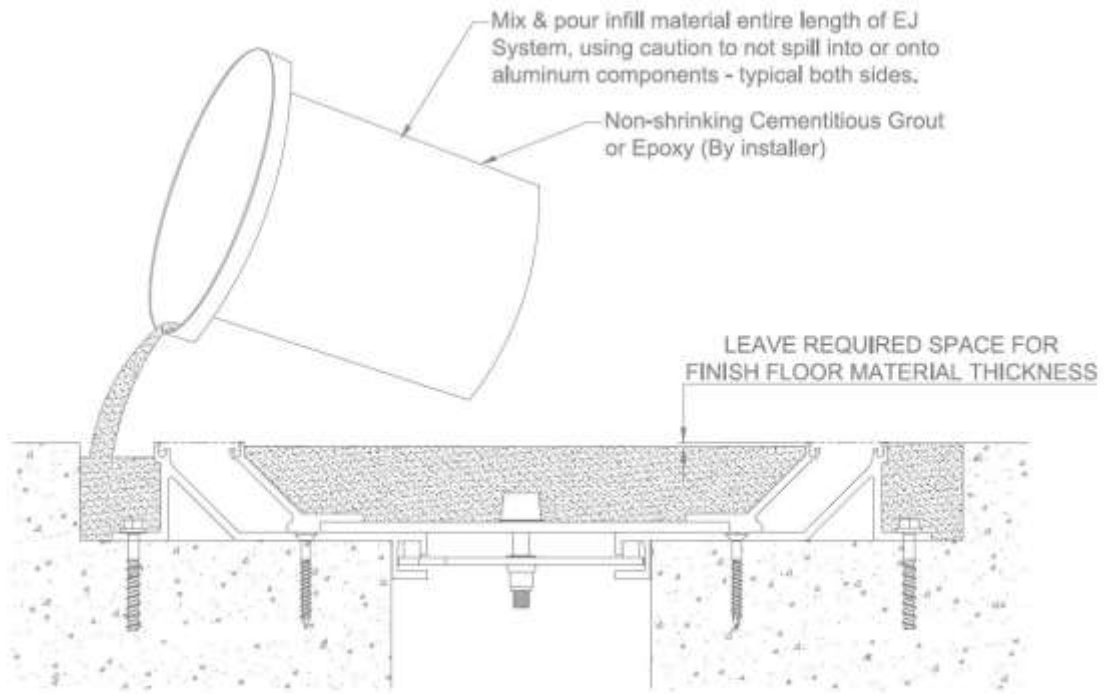 Mix & pour infill material entire length of EJ
System, using caution to not spill into or onto
aluminum components - typical both sides.
Non-shrinking Cementitious Grout
or Epoxy (By installer)
LEAVE REQUIRED SPACE FOR
FINISH FLOOR MATERIAL THICKNESS